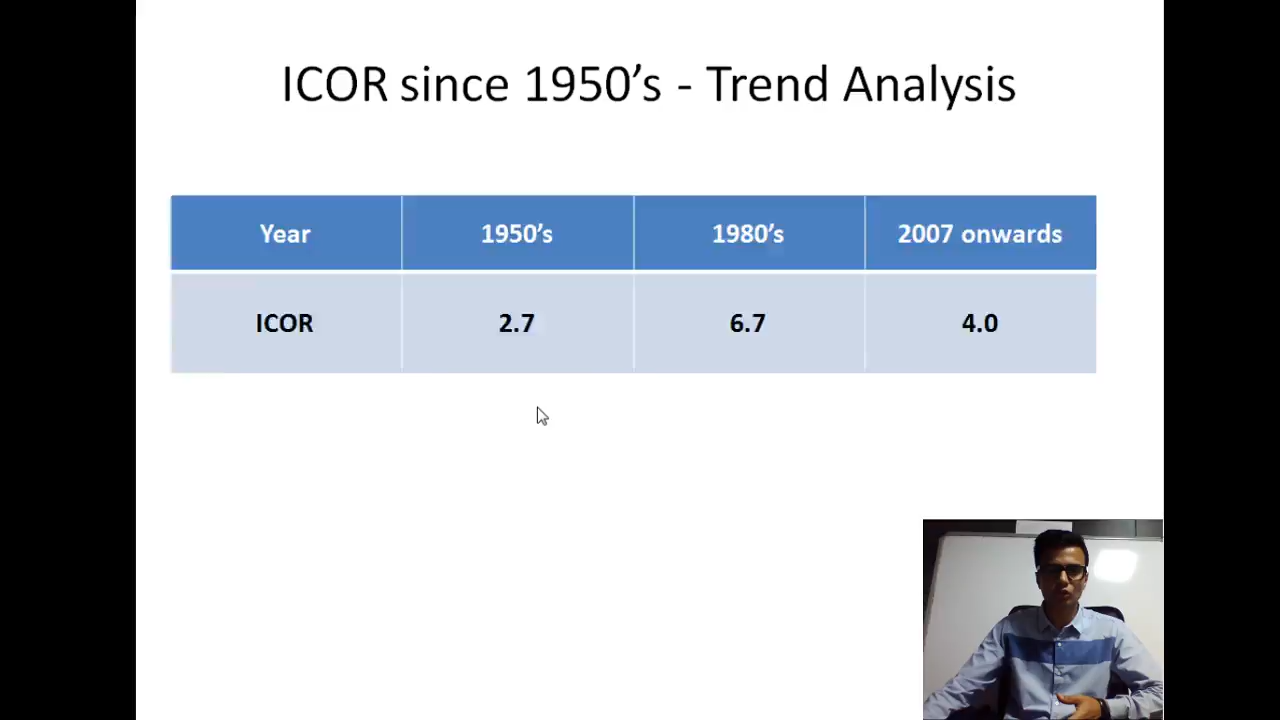 ICOR since 1950’s - Trend Analysis
Year 1950’s 1980’s 2007 onwards
ICOR 2.7 6.7 4.0